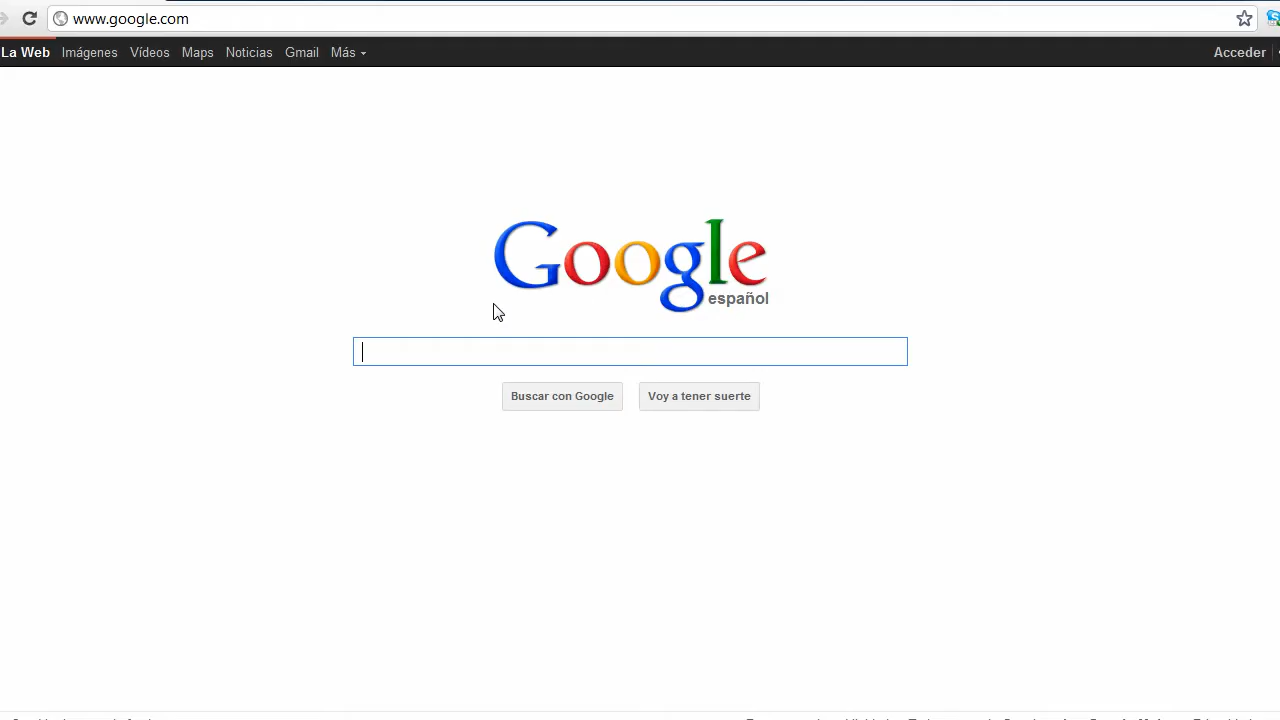 www.google.com
La Web Imágenes Vídeos Maps Noticias Gmail Más Acceder
Google
español
Buscar con Google Voy a tener suerte